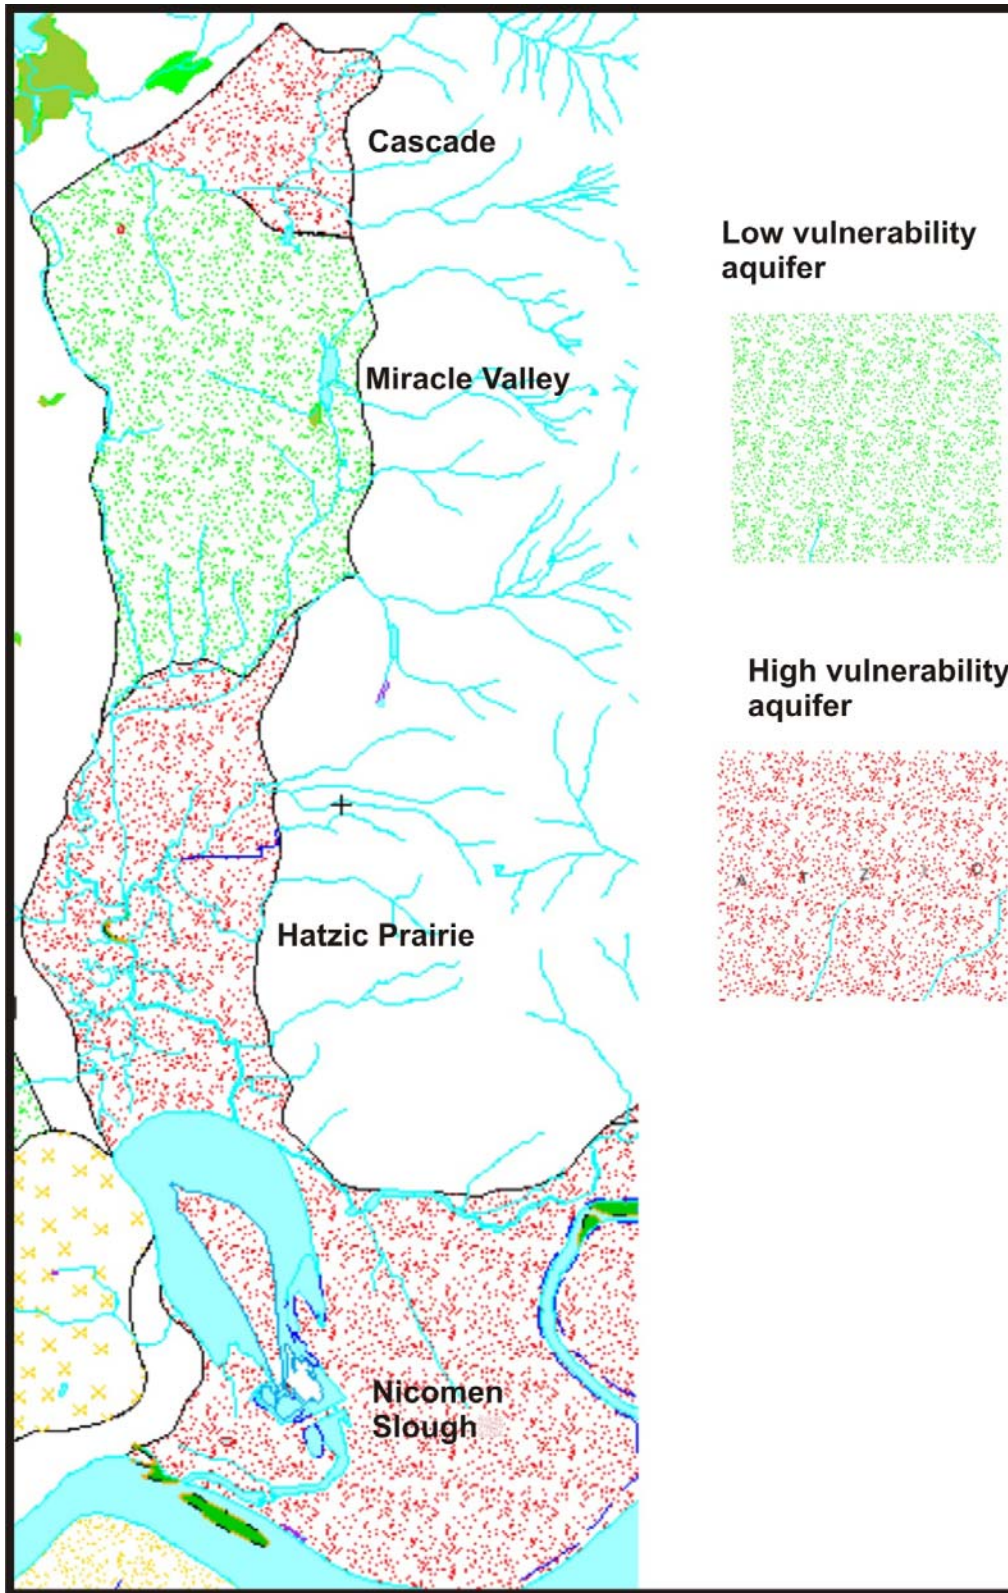 Cascade
Low vulnerability
aquifer
Miracle Valley
High vulnerability
aquifer
Hatzic Prairie
Nicomen
Slough